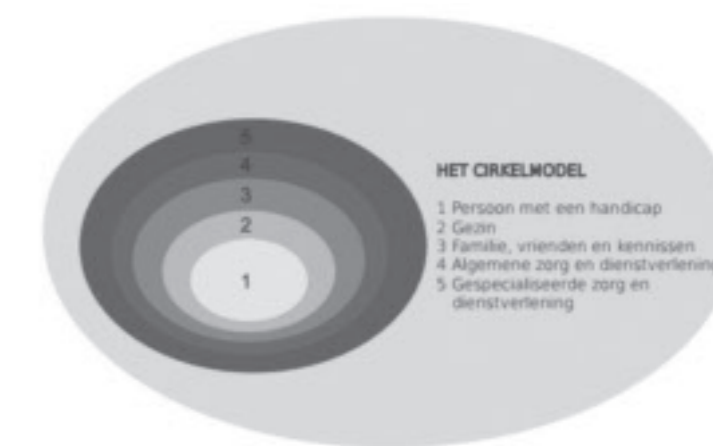 5
4
3
2
1
HET CIRKELMODEL
1 Persoon met een handicap
2 Gezin
3 Familie, vrienden en kennissen
4 Algemene zorg en dienstverlening
5 Gespecialiseerde zorg en
dienstverlening